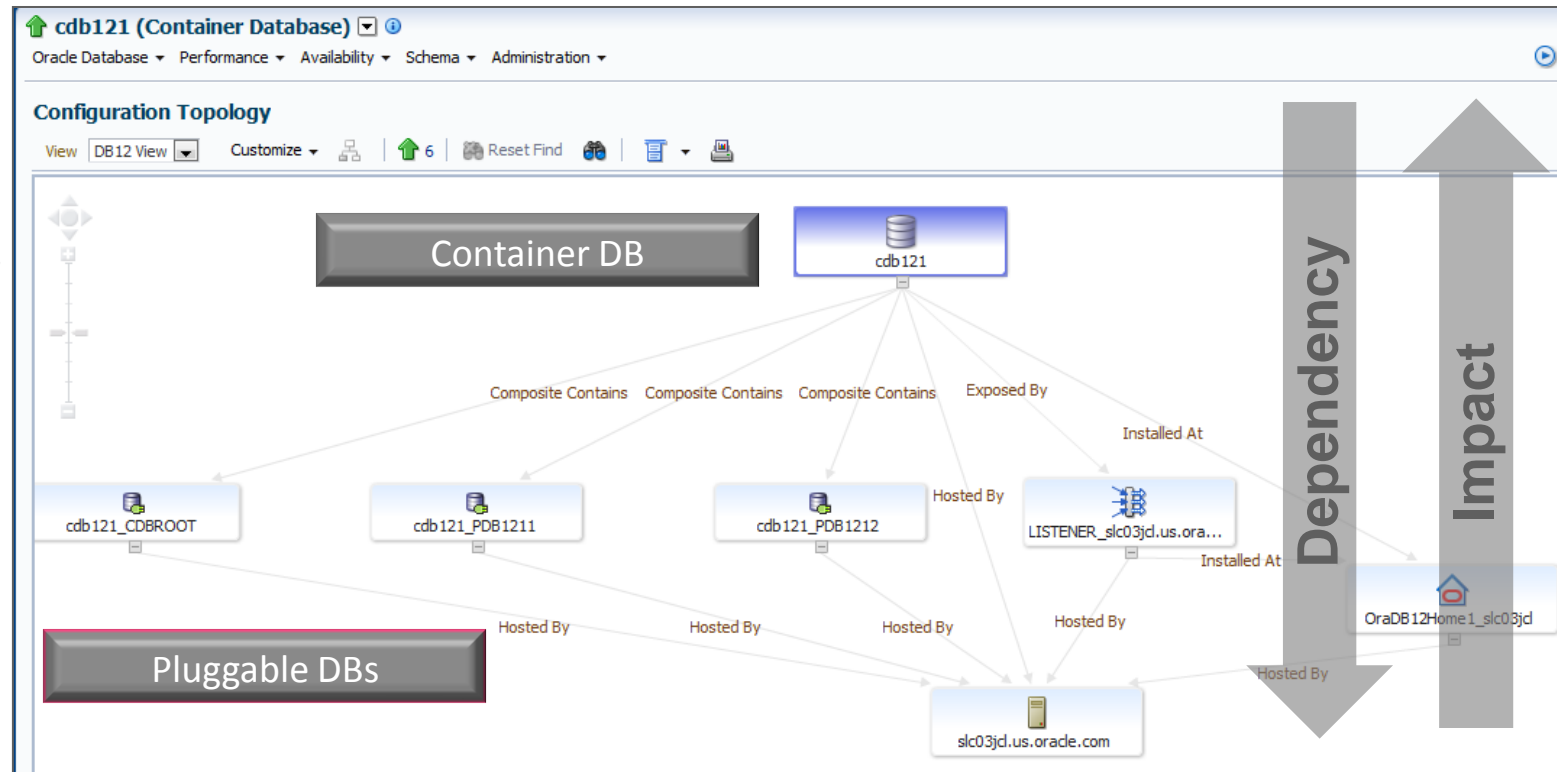 cdb121 (Container Database)
Oracle Database Performance Availability Schema Administration
Configuration Topology
View DB12 View Customize 6 Reset Find
Container DB
cdb121
Composite Contains Composite Contains Composite Contains Exposed By
Installed At
Hosted By
cdb121_CDBROOT
cdb121_PDB1211
cdb121_PDB1212
LISTENER_slc03jcl.us.ora...
Installed At
OraDB12Home1_slc03jcl
Hosted By Hosted By Hosted By Hosted By
Hosted By
Pluggable DBs
slc03jcl.us.oracle.com
Dependency
Impact